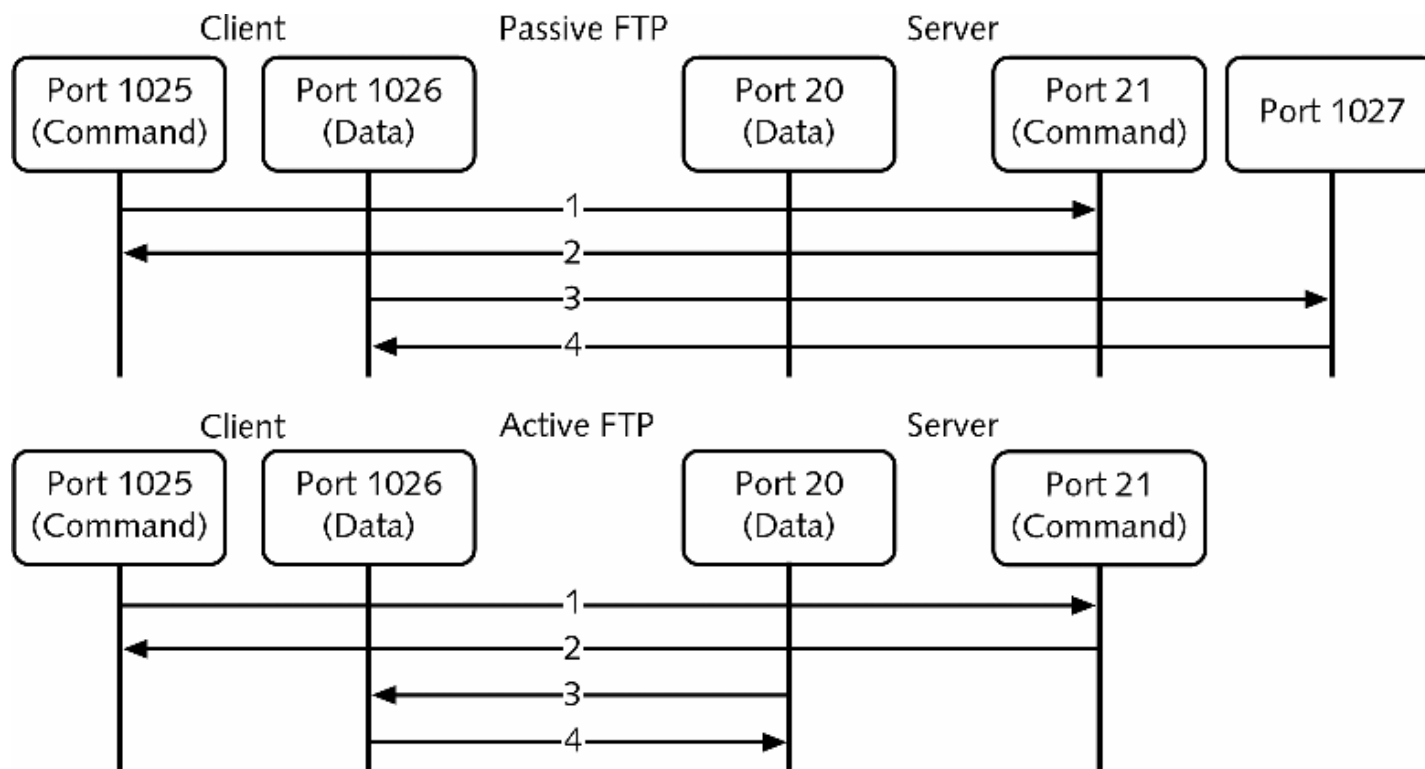 Client Passive FTP Server
Port 1025 Port 1026 Port 20 Port 21 Port 1027
(Command) (Data) (Data) (Command)
1
2
3
4
Client Active FTP Server
Port 1025 Port 1026 Port 20 Port 21
(Command) (Data) (Data) (Command)
1
2
3
4